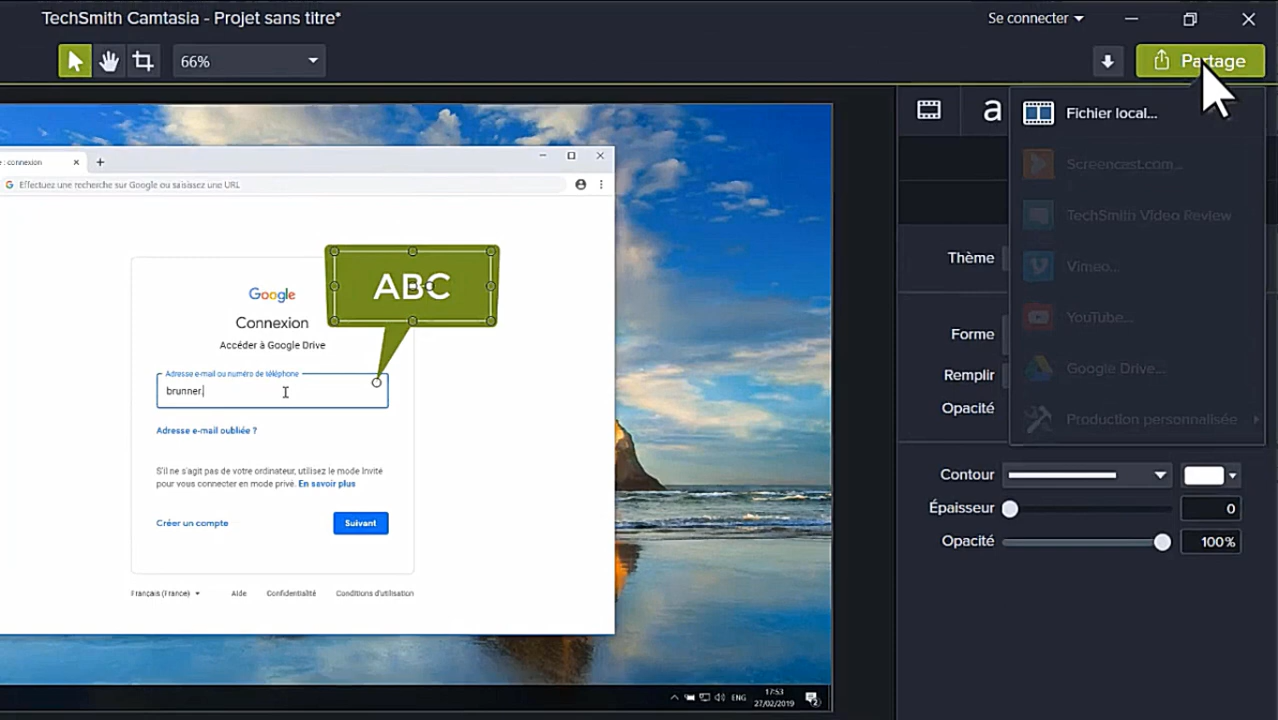 TechSmith Camtasia - Projet sans titre*
Se connecter
66%
Partage
a
Fichier local...
Screencast.com...
TechSmith Video Review
Vimeo...
YouTube...
Google Drive...
Production personnalisée
Thème
Forme
Remplir
Opacité
Contour
Épaisseur
0
Opacité
100%
: connexion
Effectuez une recherche sur Google ou saisissez une URL
ABC
Google
Connexion
Accéder à Google Drive
Adresse e-mail ou numéro de téléphone
brunner
Adresse e-mail oubliée ?
S'il ne s'agit pas de votre ordinateur, utilisez le mode Invite
pour vous connecter en mode privé. En savoir plus
Créer un compte
Suivant
Français (France)
Aide
Confidentialité
Conditions d'utilisation
ENG
17:53
27/02/2019
2